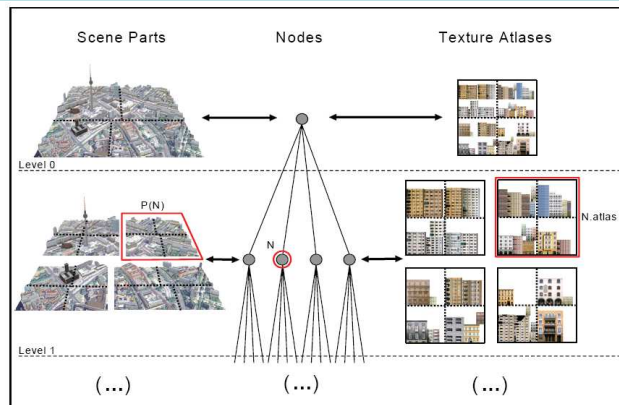 Scene Parts
Nodes
Texture Atlases
Level 0
P(N)
N
N.atlas
Level 1
(...)
(...)
(...)